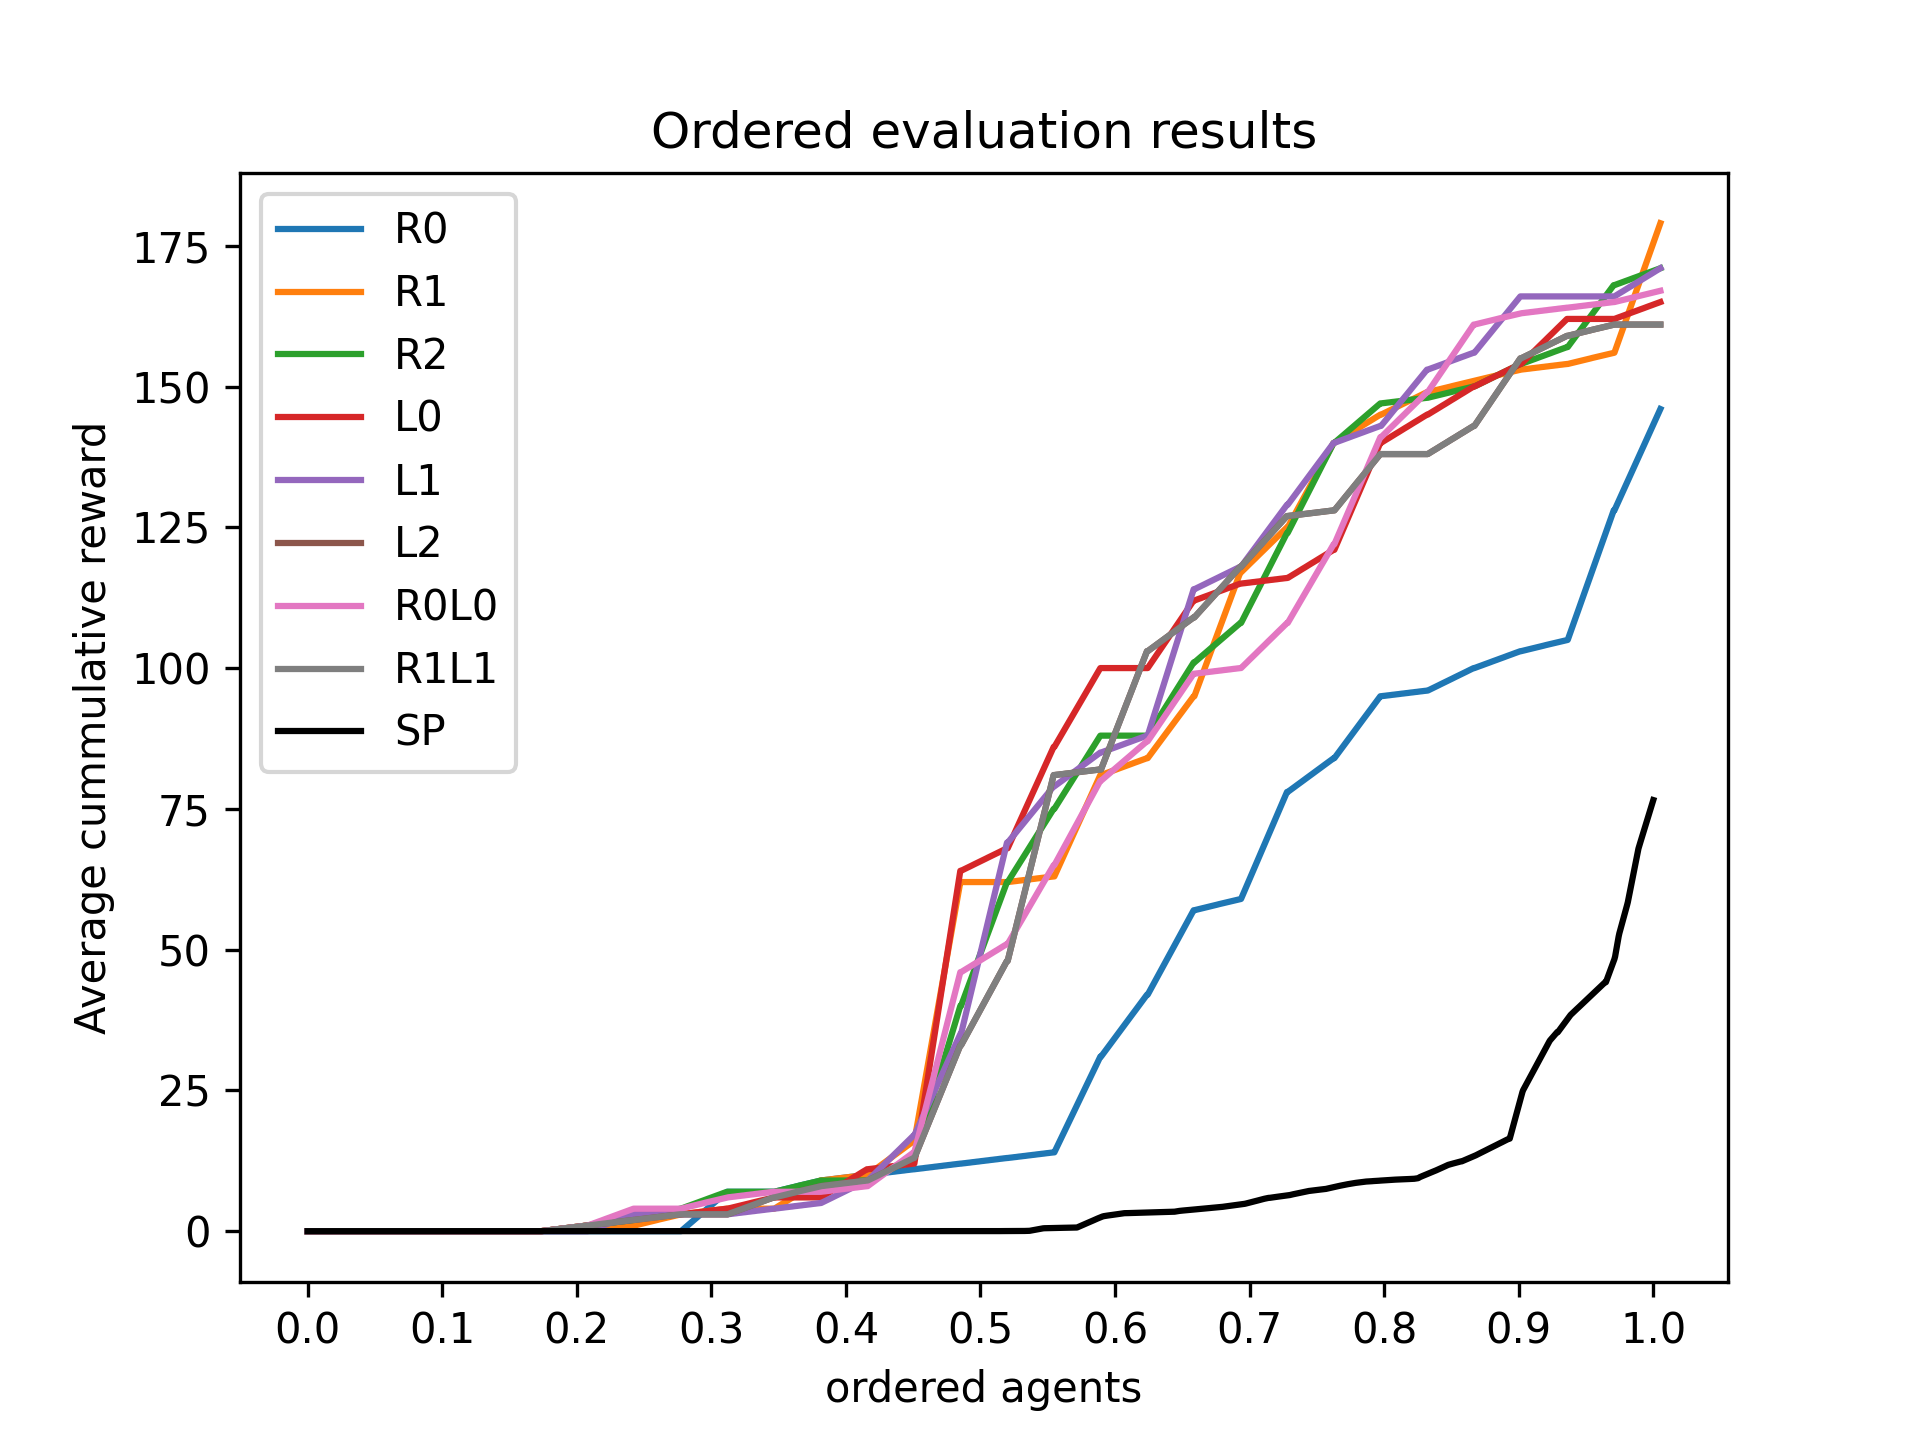 Ordered evaluation results
R0
R1
R2
L0
L1
L2
R0L0
R1L1
SP
175
150
125
100
75
50
25
0
Average cummulative reward
0.0 0.1 0.2 0.3 0.4 0.5 0.6 0.7 0.8 0.9 1.0
ordered agents